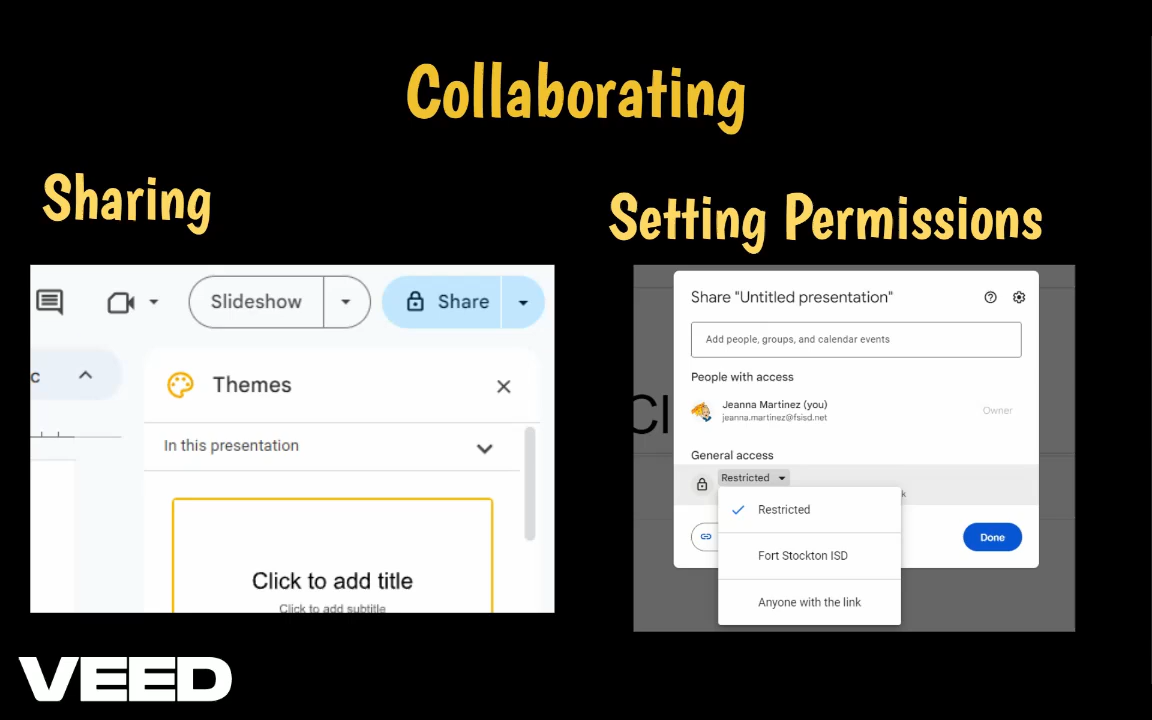 Collaborating
Sharing
Setting Permissions
Slideshow
Share
c
Themes
In this presentation
Click to add title
Click to add subtitle
Cl
Share "Untitled presentation"
Add people, groups, and calendar events
People with access
Jeanna Martinez (you)
Owner
jeanna.martinez@fsisd.net
General access
Restricted
k
Restricted
Fort Stockton ISD
Done
Anyone with the link
VEED